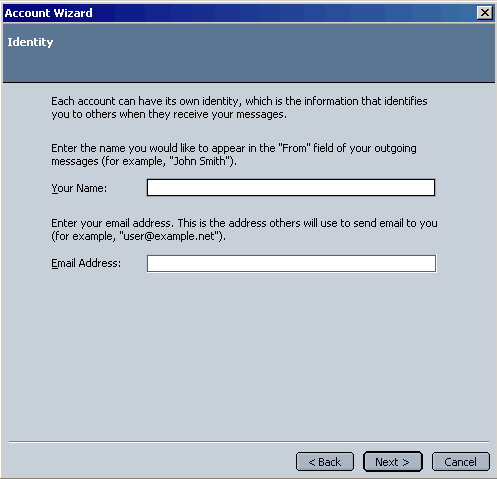 Account Wizard
Identity
Each account can have its own identity, which is the information that identifies
you to others when they receive your messages.
Enter the name you would like to appear in the "From" field of your outgoing
messages (for example, "John Smith").
Your Name:
Enter your email address. This is the address others will use to send email to you
(for example, "user@example.net").
Email Address:
< Back Next > Cancel